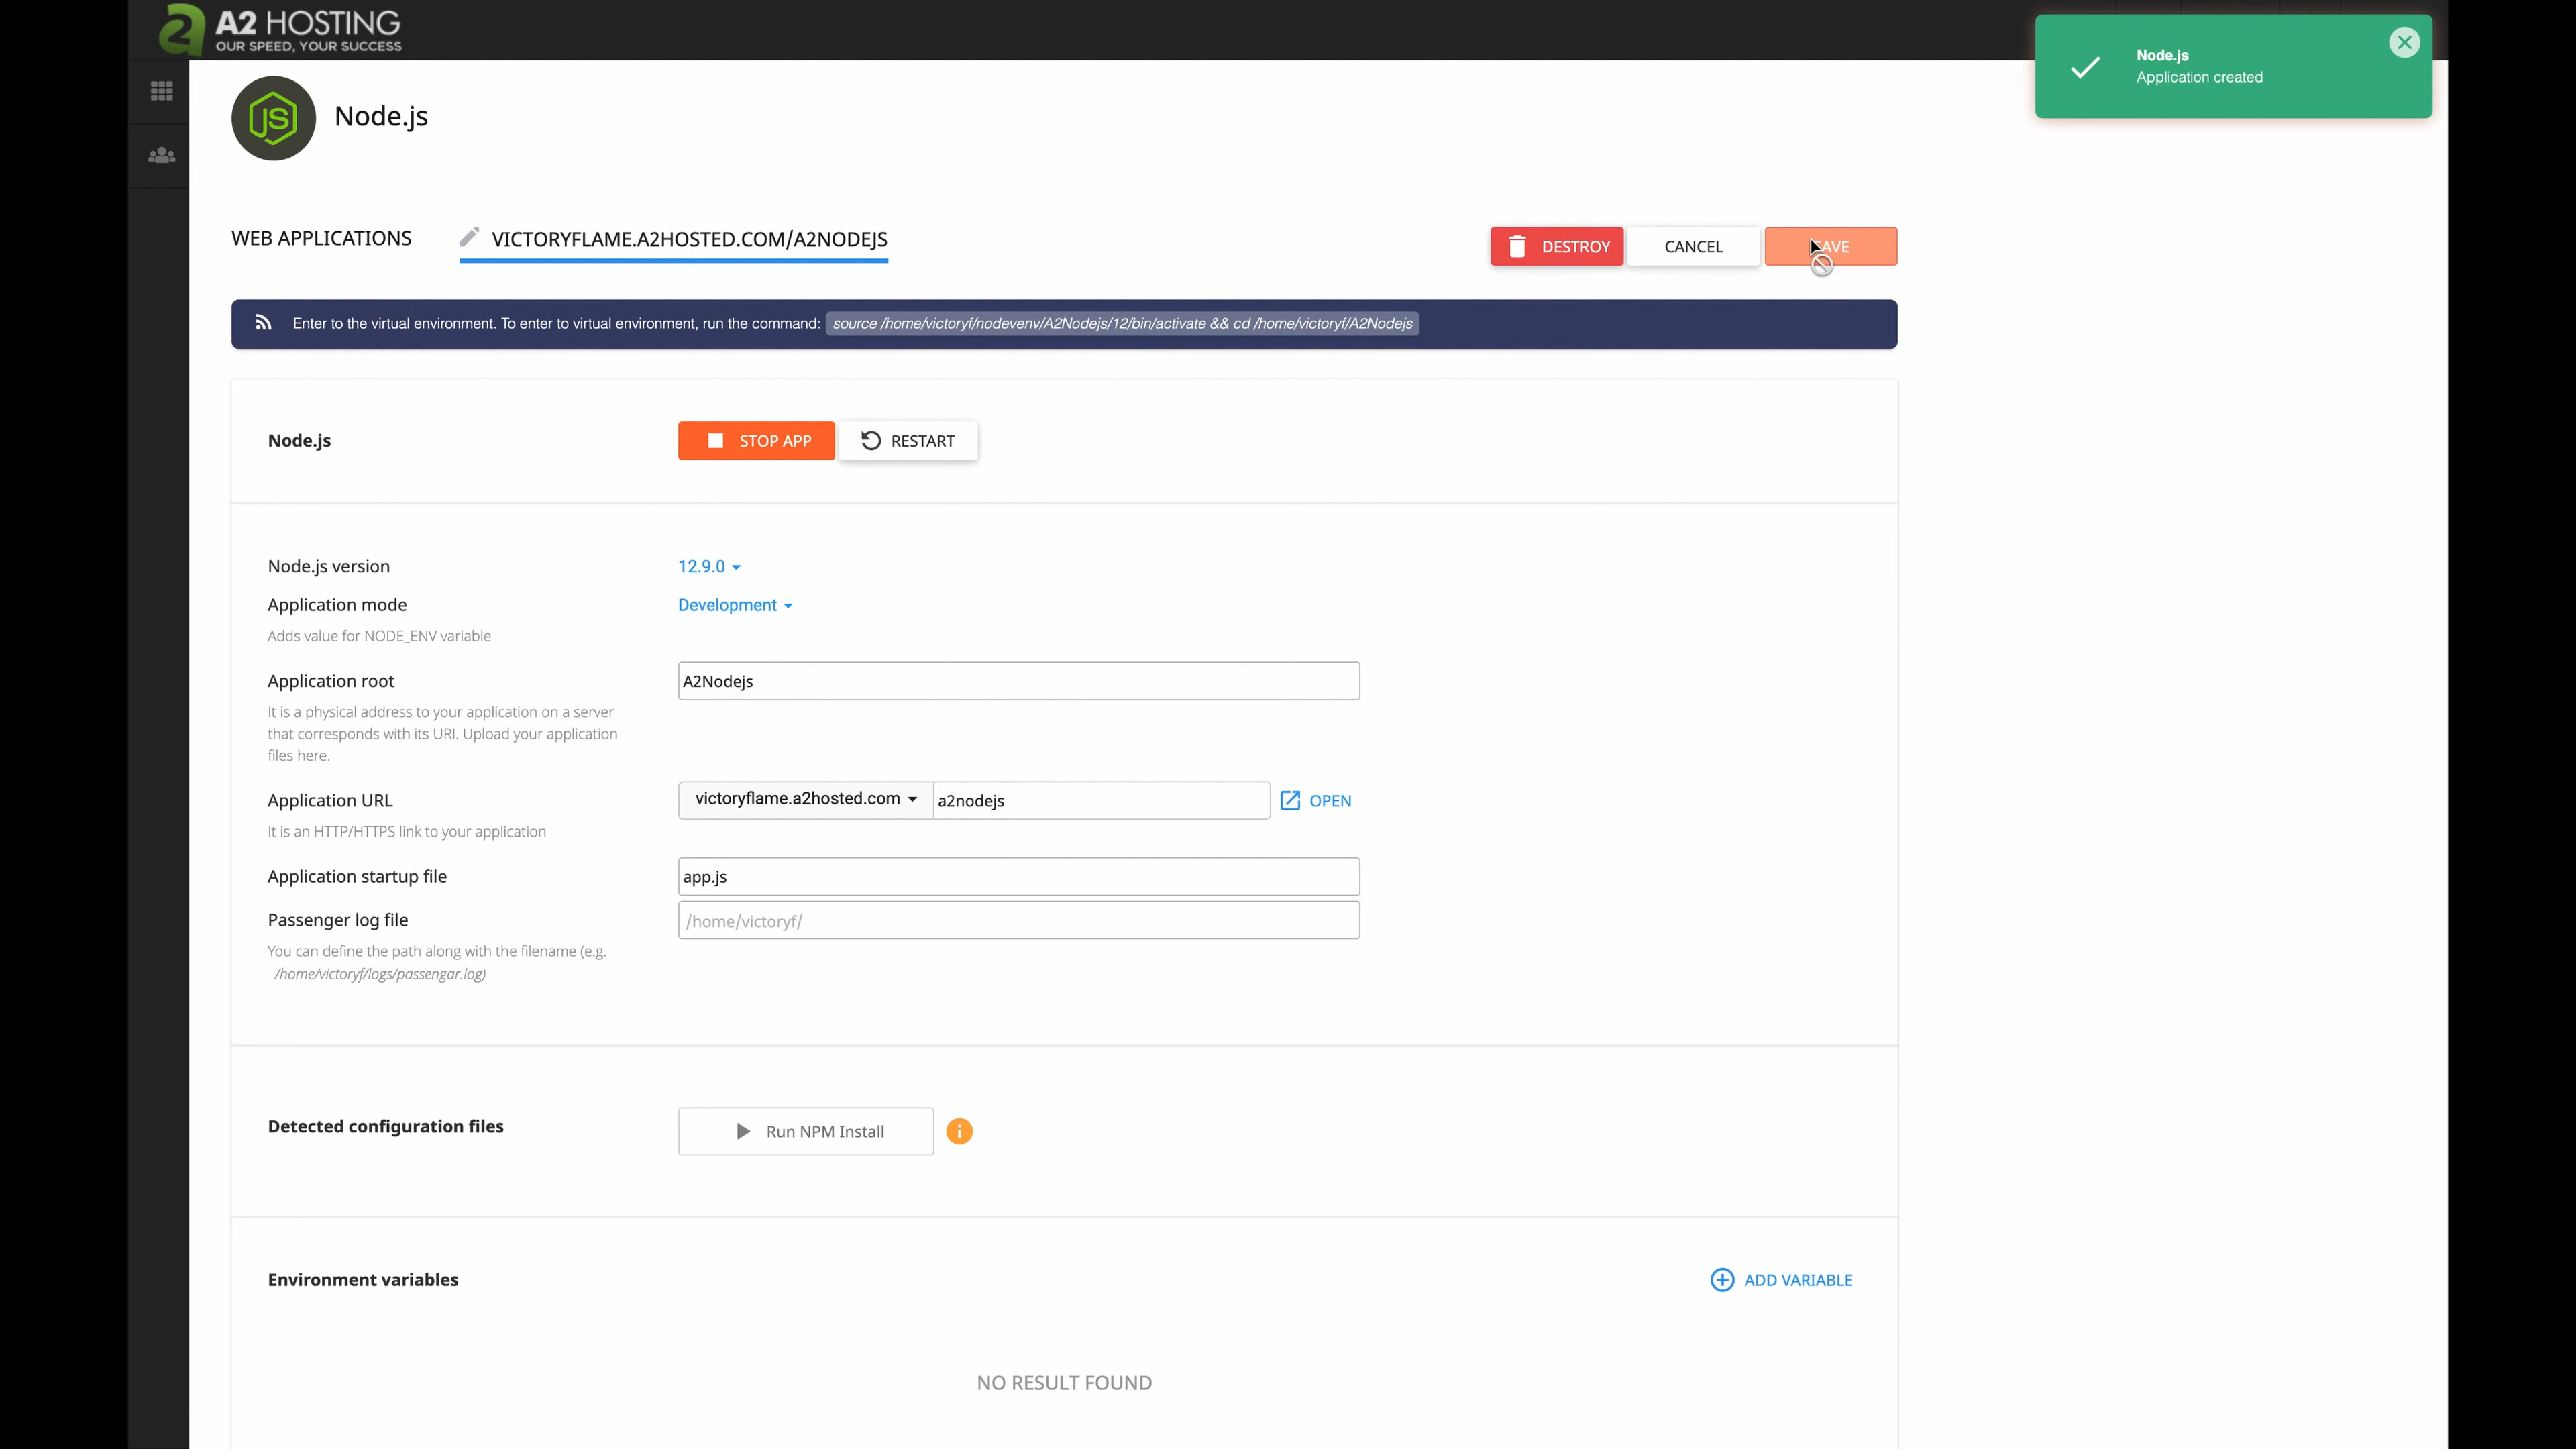 A2 HOSTING
OUR SPEED, YOUR SUCCESS
Node.js
Application created
JS
Node.js
WEB APPLICATIONS
VICTORYFLAME.A2HOSTED.COM/A2NODEJS
DESTROY
CANCEL
Enter to the virtual environment. To enter to virtual environment, run the command: source /home/victoryf/nodevenv/A2Nodejs/12/bin/activate && cd /home/victoryf/A2Nodejs
Node.js
STOP APP
RESTART
Node.js version
12.9.0
Application mode
Development
Adds value for NODE_ENV variable
Application root
A2Nodejs
It is a physical address to your application on a server
that corresponds with its URI. Upload your application
files here.
Application URL
victoryflame.a2hosted.com
a2nodejs
OPEN
It is an HTTP/HTTPS link to your application
Application startup file
app.js
Passenger log file
/home/victoryf/
You can define the path along with the filename (e.g.
/home/victoryf/logs/passengar.log)
Detected configuration files
Run NPM Install
Environment variables
ADD VARIABLE
NO RESULT FOUND